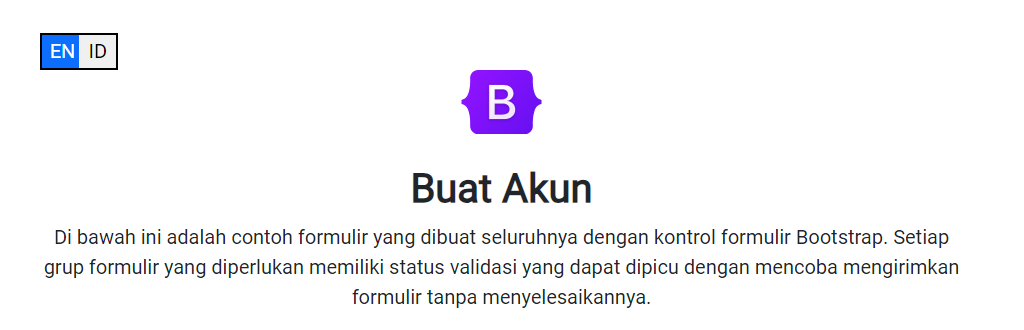 EN ID
B
Buat Akun
Di bawah ini adalah contoh formulir yang dibuat seluruhnya dengan kontrol formulir Bootstrap. Setiap
grup formulir yang diperlukan memiliki status validasi yang dapat dipicu dengan mencoba mengirimkan
formulir tanpa menyelesaikannya.